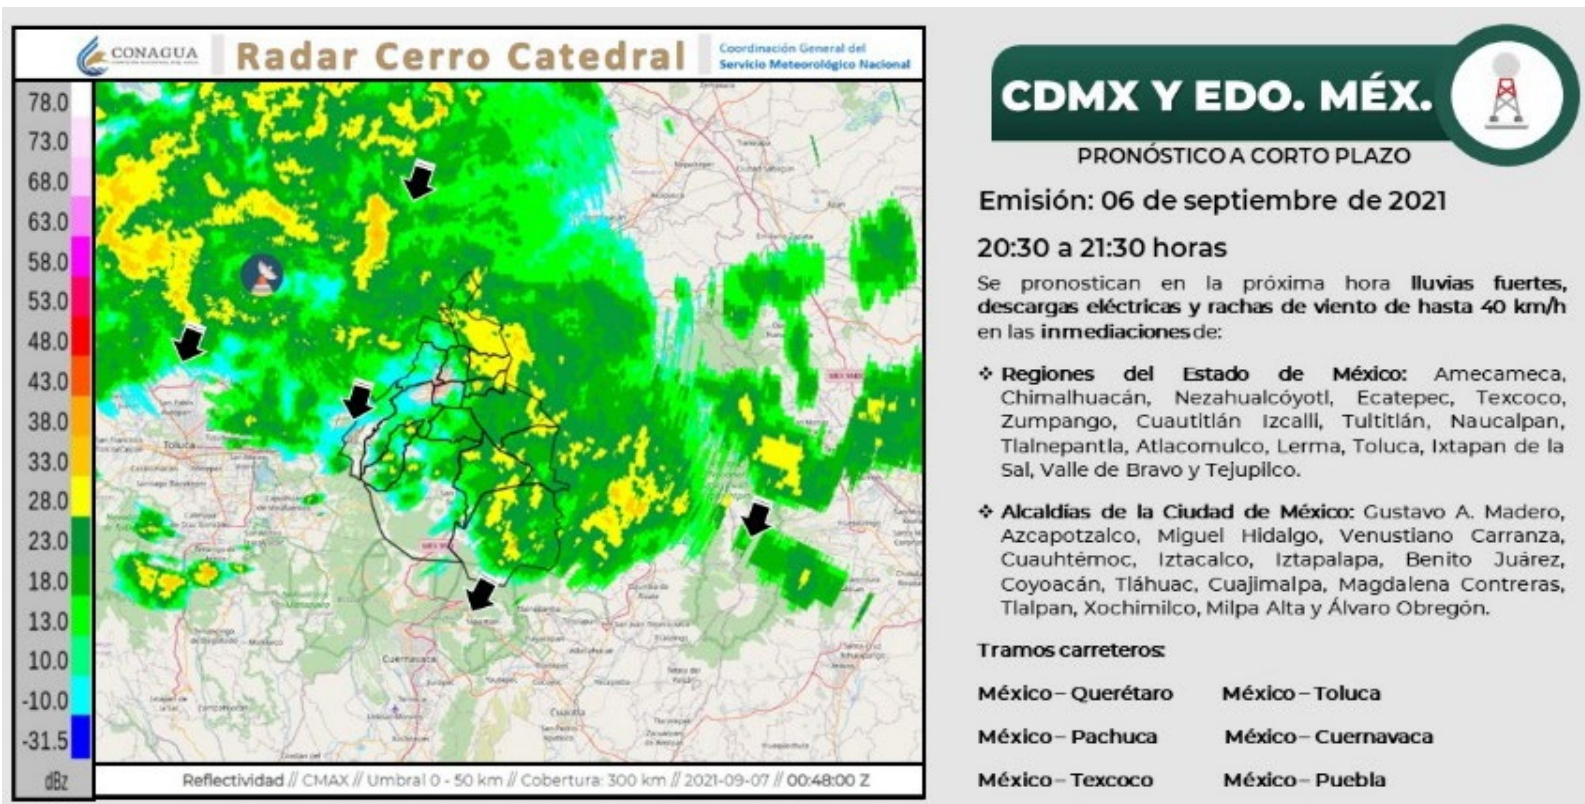 CONAGUA
Radar Cerro Catedral
Coordinación General del
Servicio Meteorológico Nacional
78.0
73.0
68.0
63.0
58.0
53.0
48.0
43.0
38.0
33.0
28.0
23.0
18.0
13.0
10.0
-10.0
-31.5
dBz
Toluca
Cuernavaca
Cuautla
Reflectividad // CMAX // Umbral 0 - 50 km // Cobertura: 300 km // 2021-09-07 // 00:48:00 Z
CDMX Y EDO. MÉX.
PRONÓSTICO A CORTO PLAZO
Emisión: 06 de septiembre de 2021
20:30 a 21:30 horas
Se pronostican en la próxima hora lluvias fuertes,
descargas eléctricas y rachas de viento de hasta 40 km/h
en las inmediaciones de:
❖ Regiones del Estado de México: Amecameca,
Chimalhuacán, Nezahualcóyotl, Ecatepec, Texcoco,
Zumpango, Cuautitlán Izcalli, Tultitlán, Naucalpan,
Tlalnepantla, Atlacomulco, Lerma, Toluca, Ixtapan de la
Sal, Valle de Bravo y Tejupilco.
❖ Alcaldías de la Ciudad de México: Gustavo A. Madero,
Azcapotzalco, Miguel Hidalgo, Venustiano Carranza,
Cuauhtémoc, Iztacalco, Iztapalapa, Benito Juárez,
Coyoacán, Tláhuac, Cuajimalpa, Magdalena Contreras,
Tlalpan, Xochimilco, Milpa Alta y Álvaro Obregón.
Tramos carreteros:
México – Querétaro México – Toluca
México – Pachuca México – Cuernavaca
México – Texcoco México – Puebla